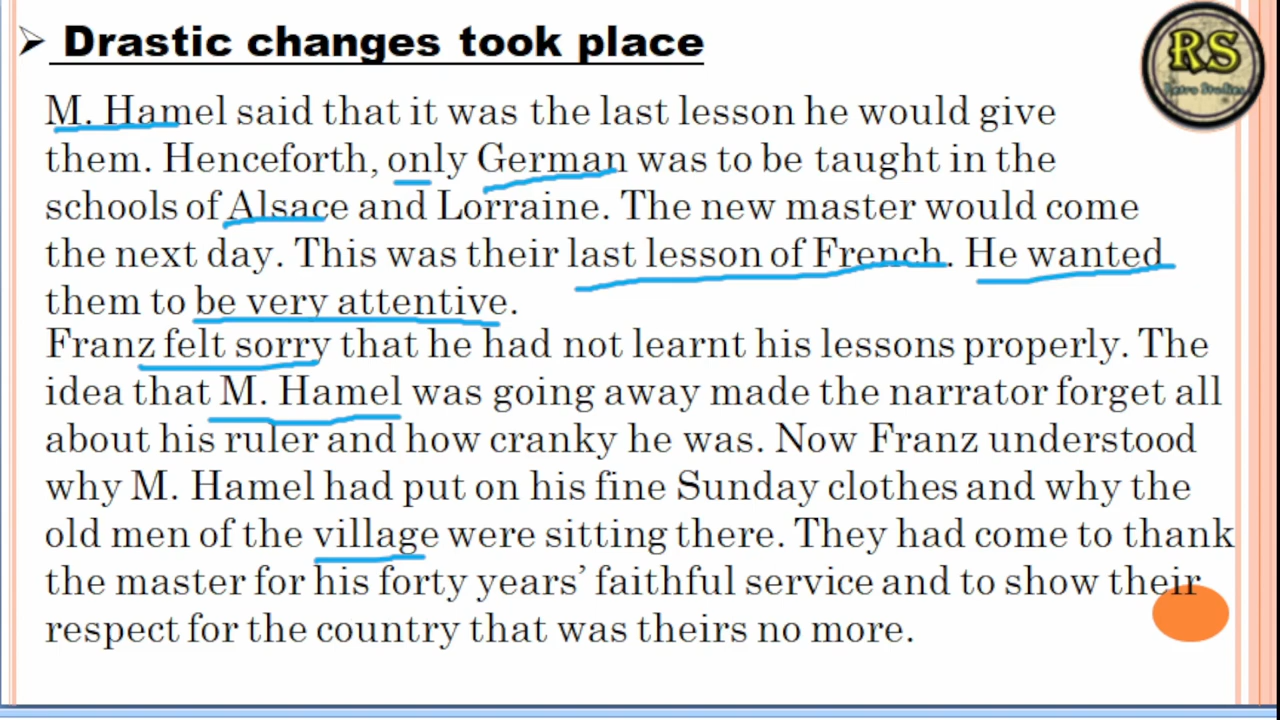 Drastic changes took place
RS
Retro Studies
M. Hamel said that it was the last lesson he would give
them. Henceforth, only German was to be taught in the
schools of Alsace and Lorraine. The new master would come
the next day. This was their last lesson of French. He wanted
them to be very attentive.
Franz felt sorry that he had not learnt his lessons properly. The
idea that M. Hamel was going away made the narrator forget all
about his ruler and how cranky he was. Now Franz understood
why M. Hamel had put on his fine Sunday clothes and why the
old men of the village were sitting there. They had come to thank
the master for his forty years’ faithful service and to show their
respect for the country that was theirs no more.